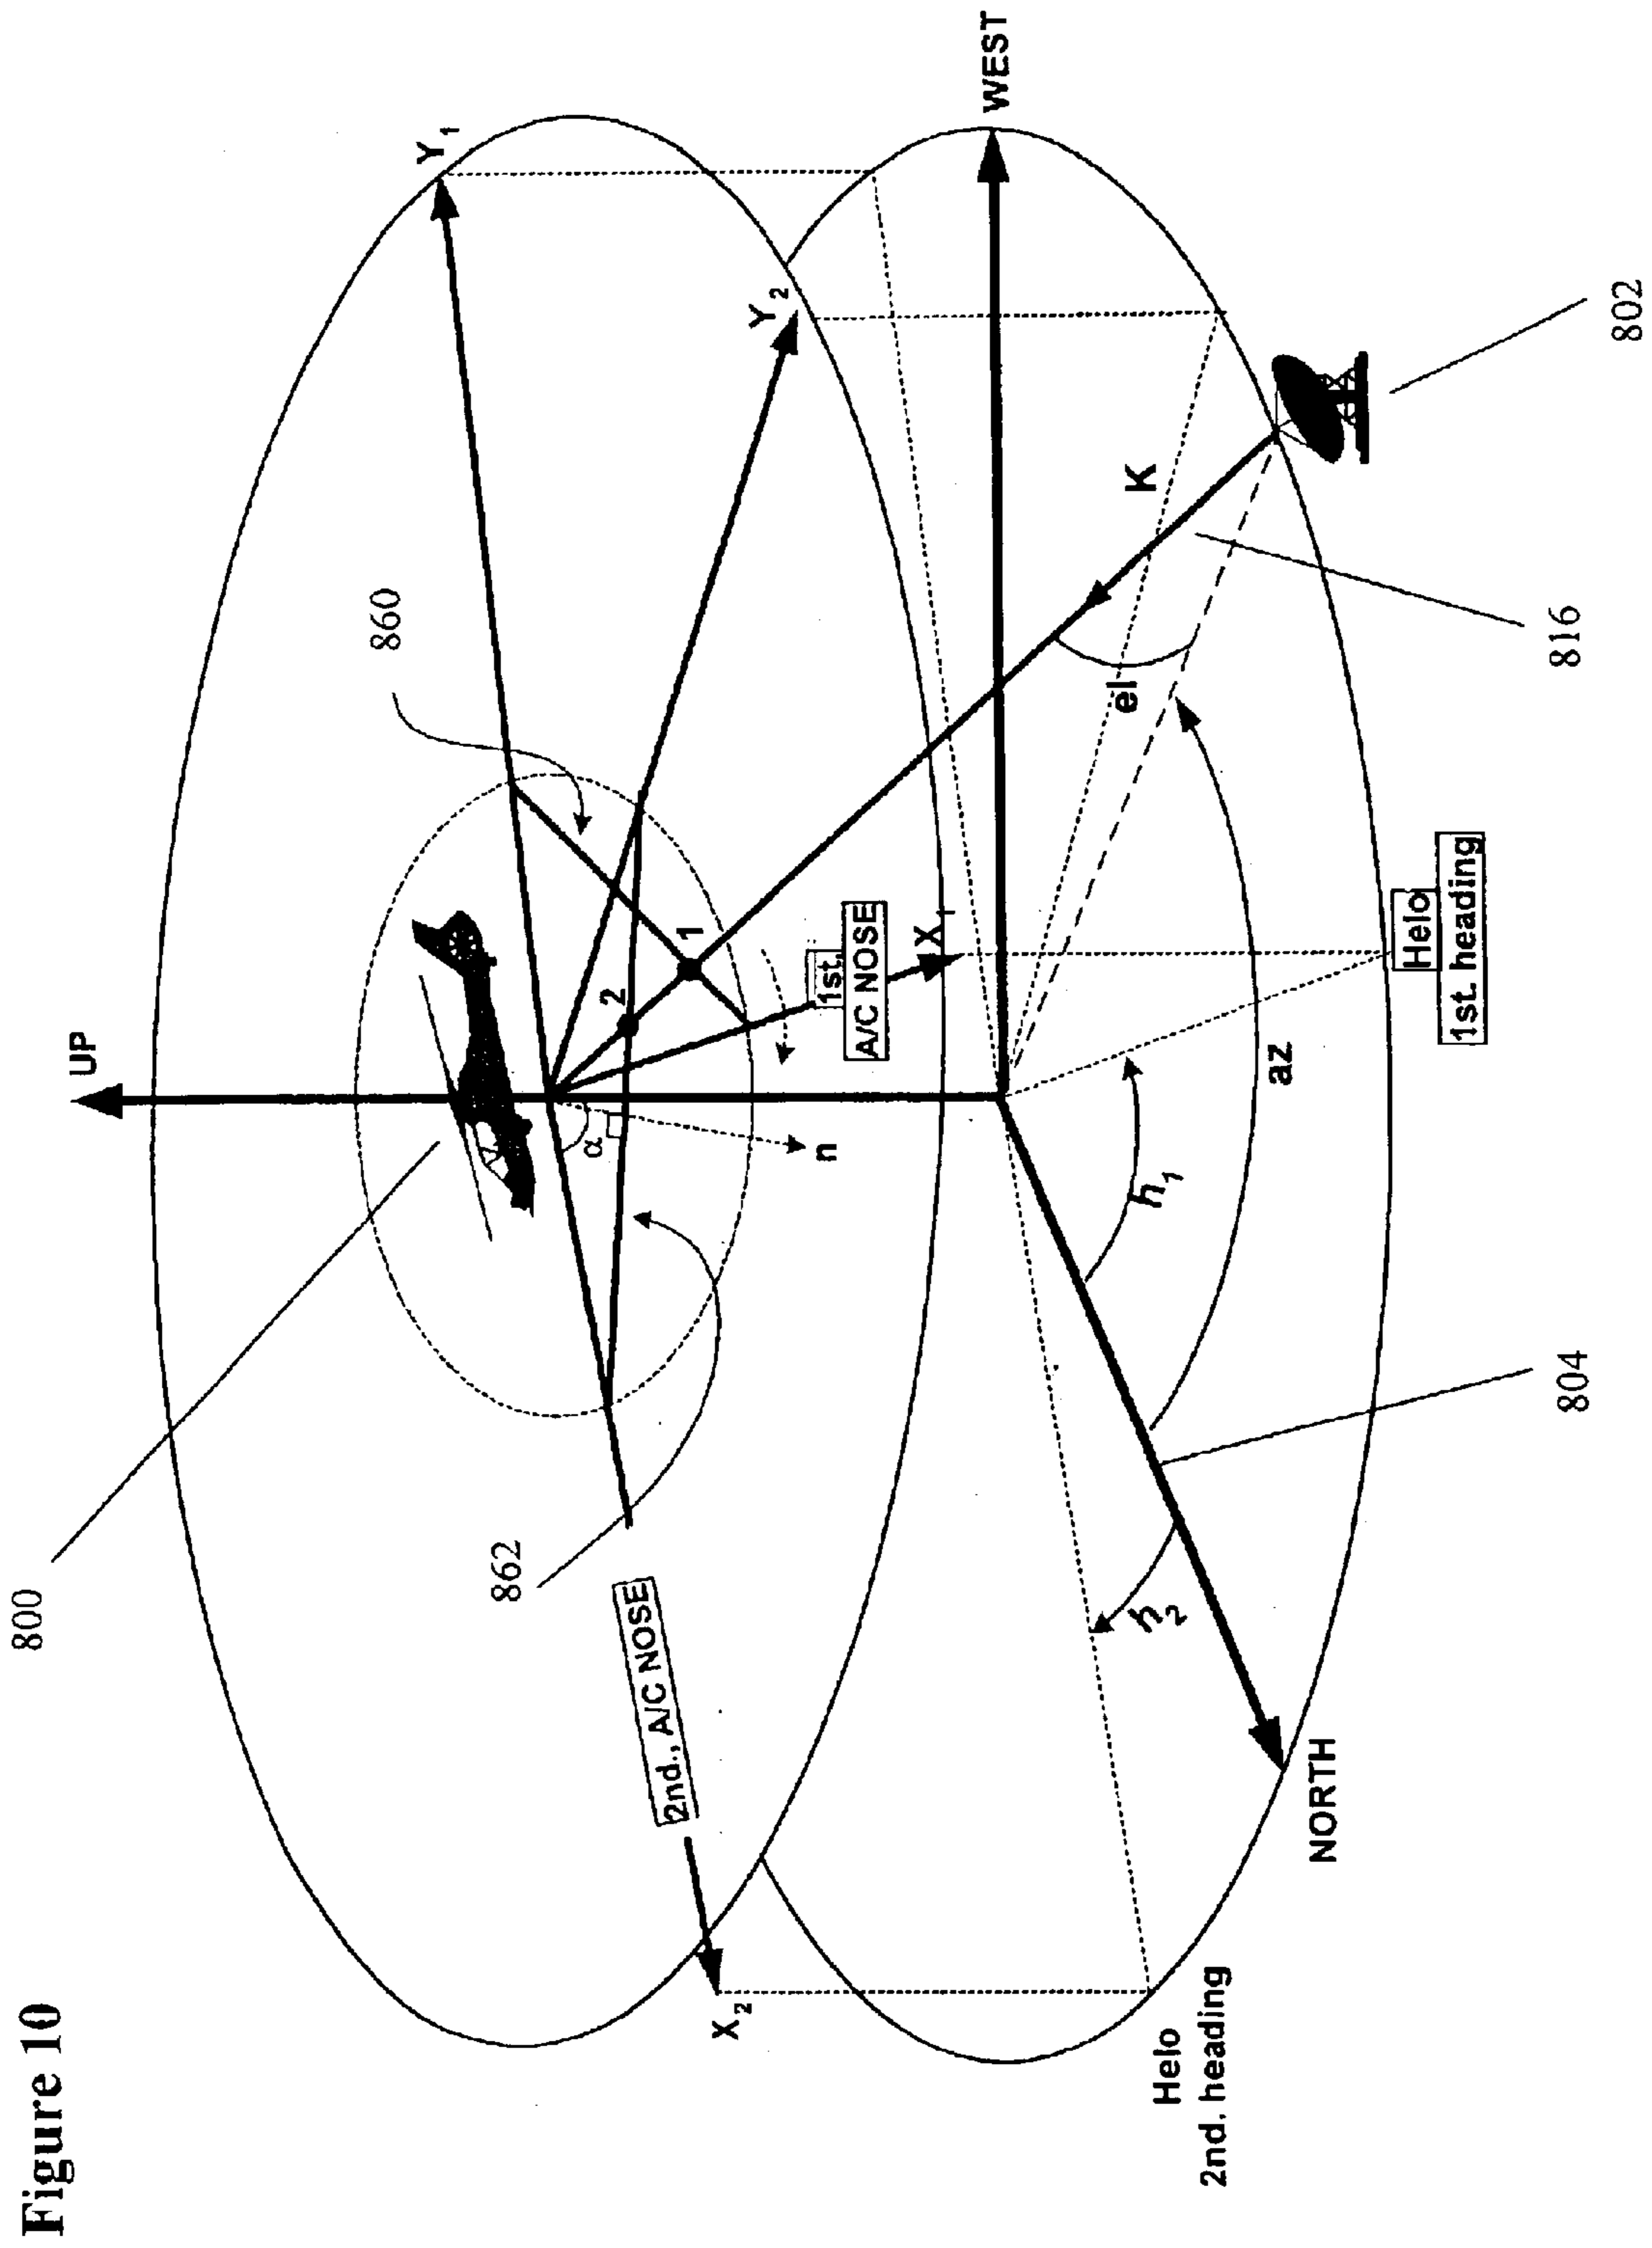 Figure 10
800
UP
Y1
860
Y2
WEST
802
862
α
n
2
1
1st.
A/C NOSE
X1
K
el
816
2nd., A/C NOSE
X2
h1
az
Helo
1st. heading
h2
804
NORTH
Helo
2nd. heading